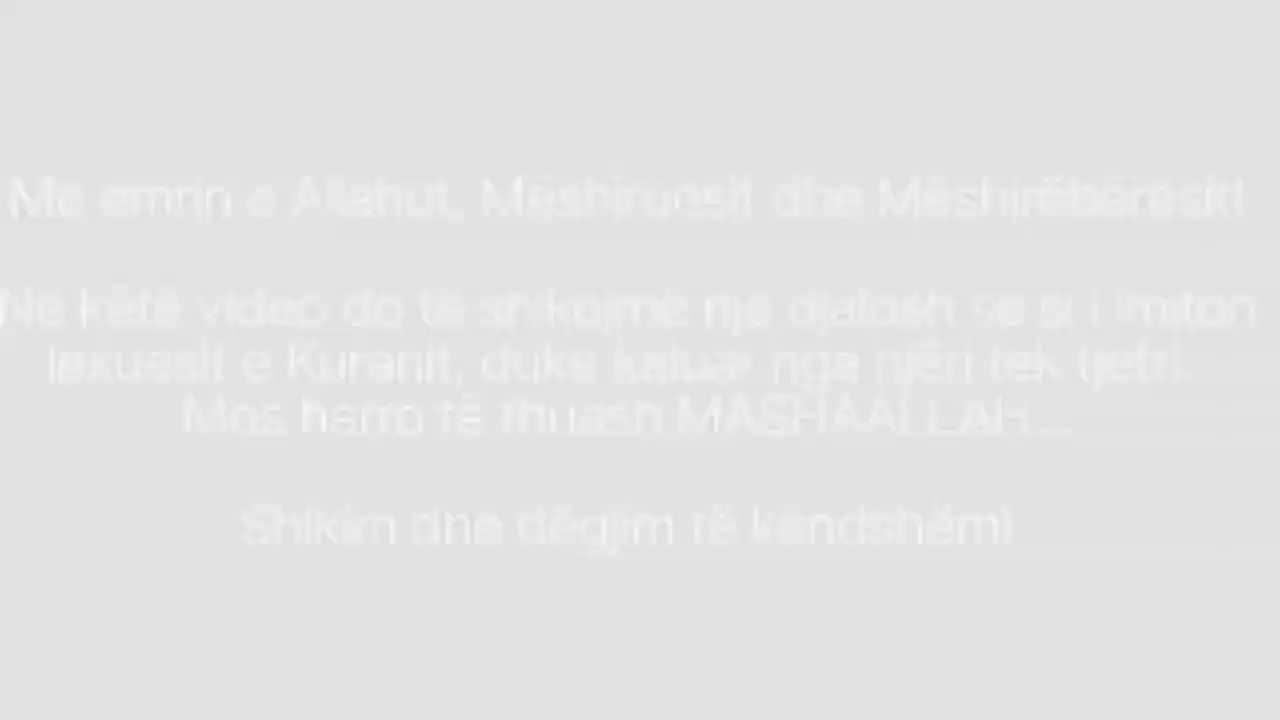 Me emrin e Allahut, Mëshiruesit dhe Mëshirëbërësit!
Në këtë video do të shikojmë një djalosh se si i imiton
lexuesit e Kuranit, duke kaluar nga njëri tek tjetri.
Mos harro të thuash MASHAALLAH...
Shikim dhe dëgjim të kendshëm!